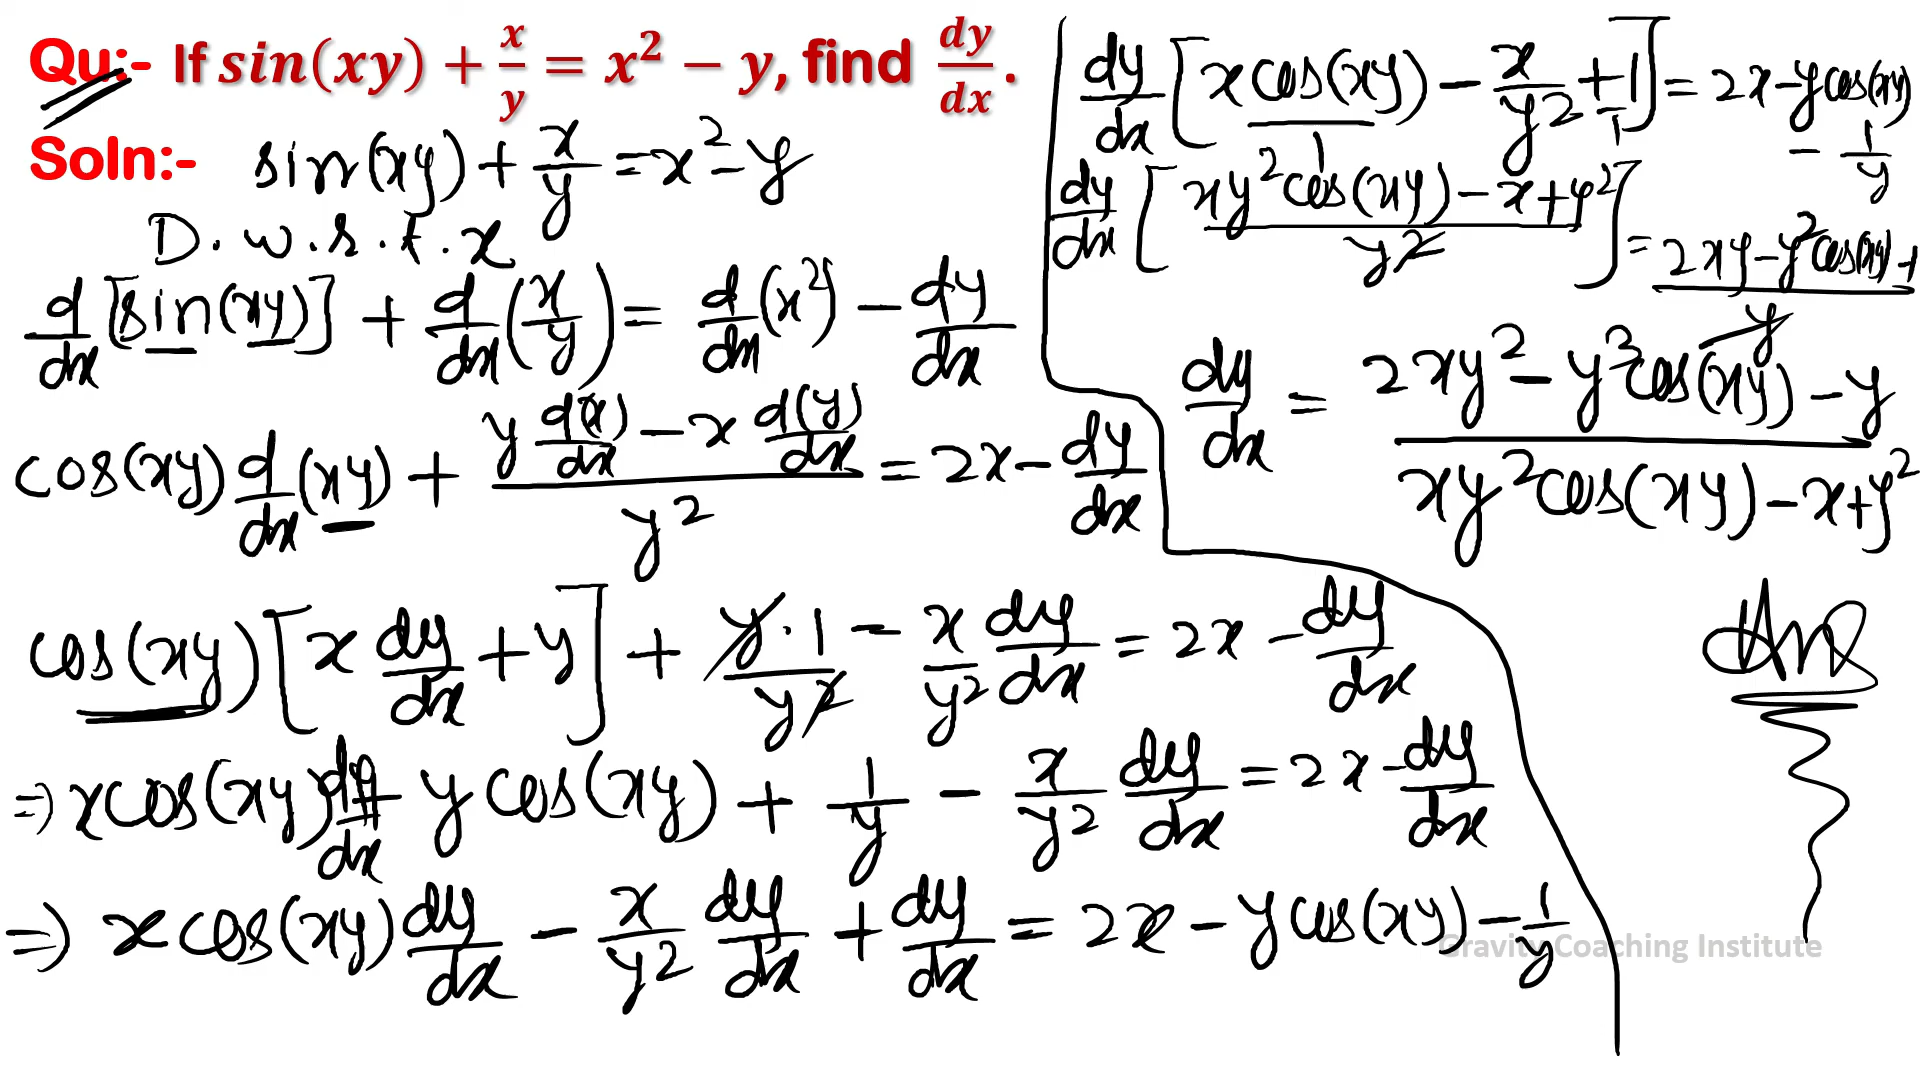 Qu:- If sin(xy) + x/y = x² − y, find dy/dx.
Soln:- sin(xy) + x/y = x² − y
D.w.r.t.x
d/dx [sin(xy)] + d/dx (x/y) = d/dx (x²) − dy/dx
cos(xy) d/dx (xy) + (y d(x)/dx − x d(y)/dx)/y² = 2x − dy/dx
cos(xy) [x dy/dx + y] + y·1/y² − x/y² dy/dx = 2x − dy/dx
⇒ x cos(xy) dy/dx + y cos(xy) + 1/y − x/y² dy/dx = 2x − dy/dx
⇒ x cos(xy) dy/dx − x/y² dy/dx + dy/dx = 2x − y cos(xy) − 1/y
dy/dx [x cos(xy)/1 − x/y² + 1/1] = 2x − y cos(xy) − 1/y
dy/dx [(xy² cos(xy) − x + y²)/y²] = (2xy − y² cos(xy) − 1)/y
dy/dx = (2xy² − y³ cos(xy) − y)/(xy² cos(xy) − x + y²)
Ans
Gravity Coaching Institute